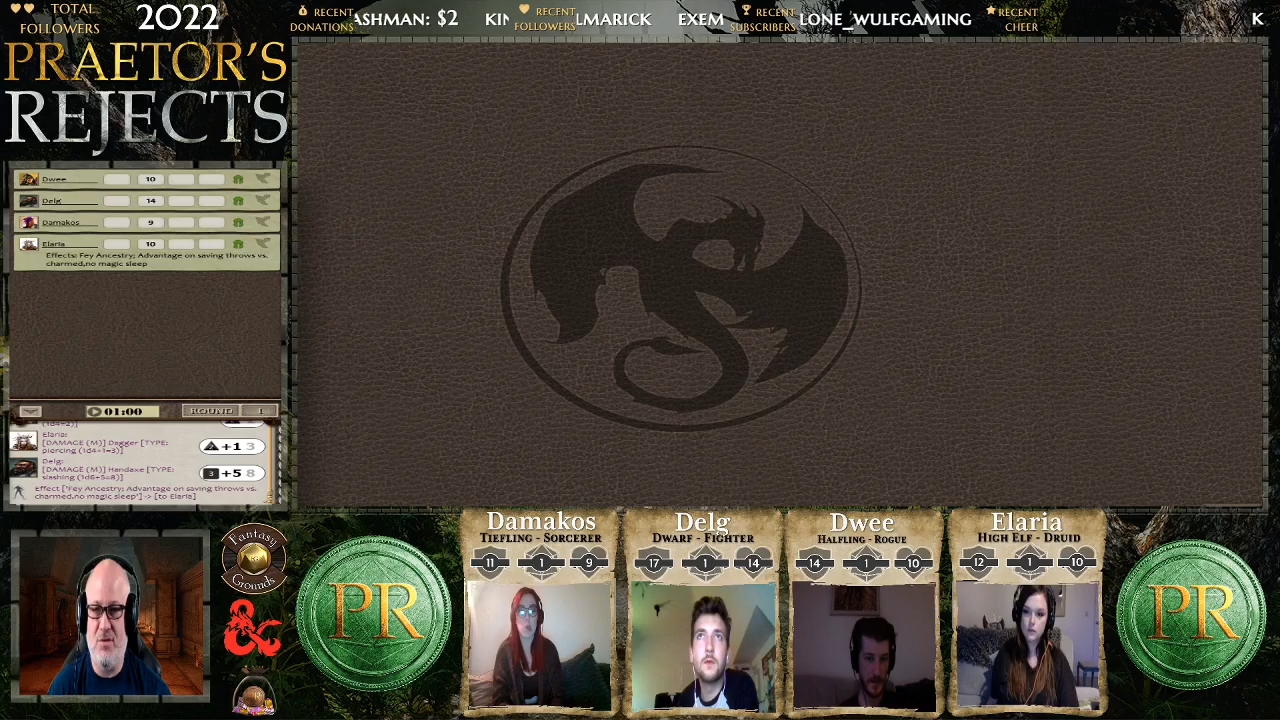 TOTAL
FOLLOWERS
2022
RECENT
DONATIONS
ASHMAN: $2
KIN
RECENT
FOLLOWERS
LMARICK
EXEM
RECENT
SUBSCRIBERS
LONE_WULFGAMING
RECENT
CHEER
K
PRAETOR'S
REJECTS
Dwee 10
Delg 14
Damakos 9
Elaria 10
Effects: Fey Ancestry; Advantage on saving throws vs.
charmed,no magic sleep
01:00
ROUND 1
(1d4=2)]
Elaria:
[DAMAGE (M)] Dagger [TYPE:
piercing (1d4+1=3)]
+1 3
Delg:
[DAMAGE (M)] Handaxe [TYPE:
slashing (1d6+5=8)]
3 +5 8
Effect ['Fey Ancestry; Advantage on saving throws vs.
charmed,no magic sleep'] -> [to Elaria]
Fantasy
Grounds
PR
Damakos
TIEFLING - SORCERER
11 1 9
Delg
DWARF - FIGHTER
17 1 14
Dwee
HALFLING - ROGUE
14 1 10
Elaria
HIGH ELF - DRUID
12 1 10
PR